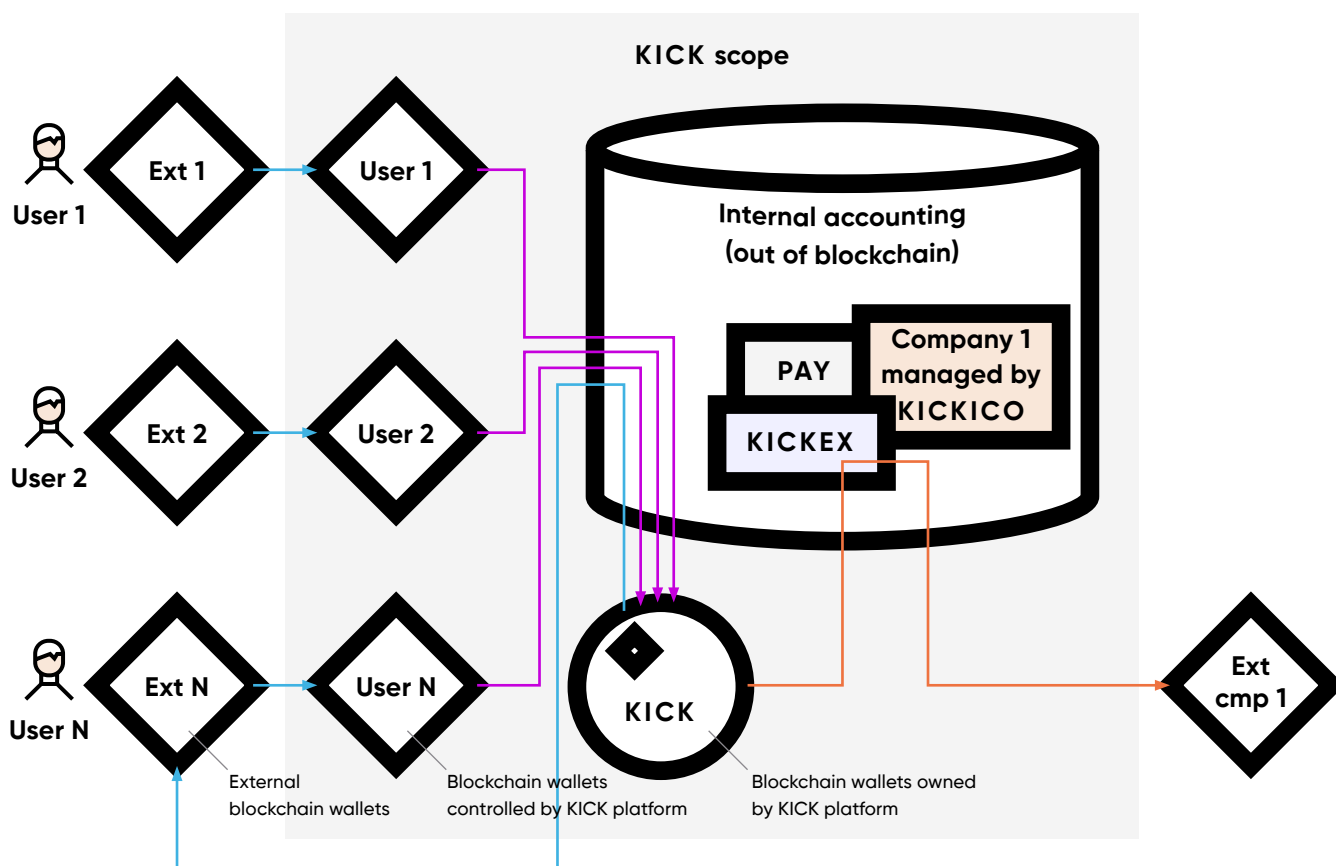 KICK scope
Ext 1
User 1
User 1
Internal accounting
(out of blockchain)
Company 1
managed by
KICKICO
PAY
KICKEX
Ext 2
User 2
User 2
Ext N
User N
User N
KICK
Ext
cmp 1
External
blockchain wallets
Blockchain wallets
controlled by KICK platform
Blockchain wallets owned
by KICK platform